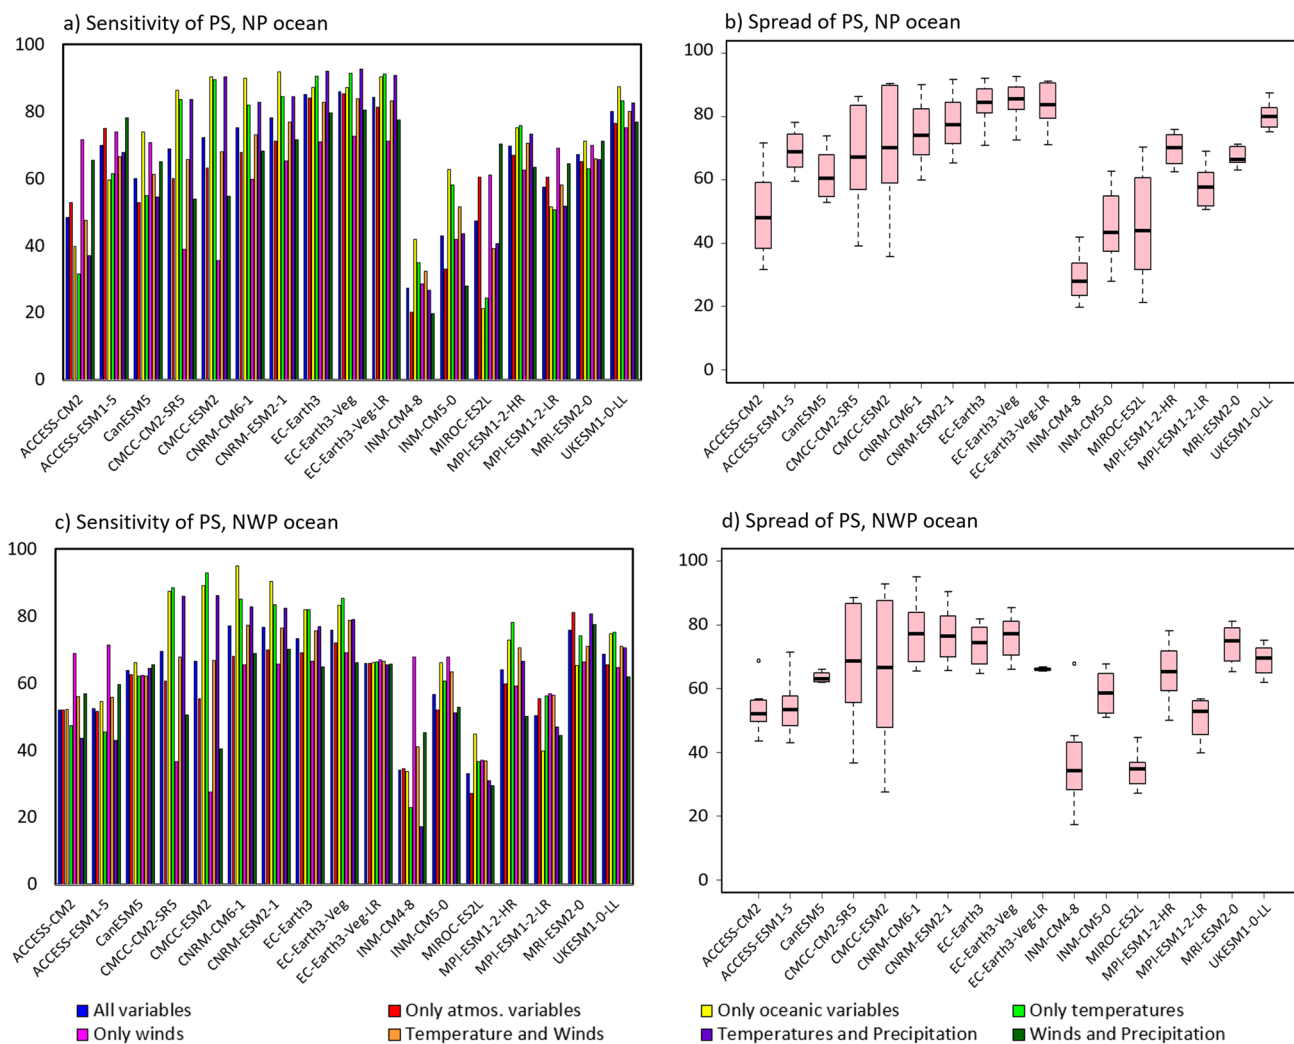 a) Sensitivity of PS, NP ocean
100
80
60
40
20
0
ACCESS-CM2
ACCESS-ESM1-5
CanESM5
CMCC-CM2-SR5
CMCC-ESM2
CNRM-CM6-1
CNRM-ESM2-1
EC-Earth3
EC-Earth3-Veg
EC-Earth3-Veg-LR
INM-CM4-8
INM-CM5-0
MIROC-ES2L
MPI-ESM1-2-HR
MPI-ESM1-2-LR
MRI-ESM2-0
UKESM1-0-LL
b) Spread of PS, NP ocean
100
80
60
40
20
0
ACCESS-CM2
ACCESS-ESM1-5
CanESM5
CMCC-CM2-SR5
CMCC-ESM2
CNRM-CM6-1
CNRM-ESM2-1
EC-Earth3
EC-Earth3-Veg
EC-Earth3-Veg-LR
INM-CM4-8
INM-CM5-0
MIROC-ES2L
MPI-ESM1-2-HR
MPI-ESM1-2-LR
MRI-ESM2-0
UKESM1-0-LL
c) Sensitivity of PS, NWP ocean
100
80
60
40
20
0
ACCESS-CM2
ACCESS-ESM1-5
CanESM5
CMCC-CM2-SR5
CMCC-ESM2
CNRM-CM6-1
CNRM-ESM2-1
EC-Earth3
EC-Earth3-Veg
EC-Earth3-Veg-LR
INM-CM4-8
INM-CM5-0
MIROC-ES2L
MPI-ESM1-2-HR
MPI-ESM1-2-LR
MRI-ESM2-0
UKESM1-0-LL
d) Spread of PS, NWP ocean
100
80
60
40
20
0
ACCESS-CM2
ACCESS-ESM1-5
CanESM5
CMCC-CM2-SR5
CMCC-ESM2
CNRM-CM6-1
CNRM-ESM2-1
EC-Earth3
EC-Earth3-Veg
EC-Earth3-Veg-LR
INM-CM4-8
INM-CM5-0
MIROC-ES2L
MPI-ESM1-2-HR
MPI-ESM1-2-LR
MRI-ESM2-0
UKESM1-0-LL
All variables
Only atmos. variables
Only oceanic variables
Only temperatures
Only winds
Temperature and Winds
Temperatures and Precipitation
Winds and Precipitation